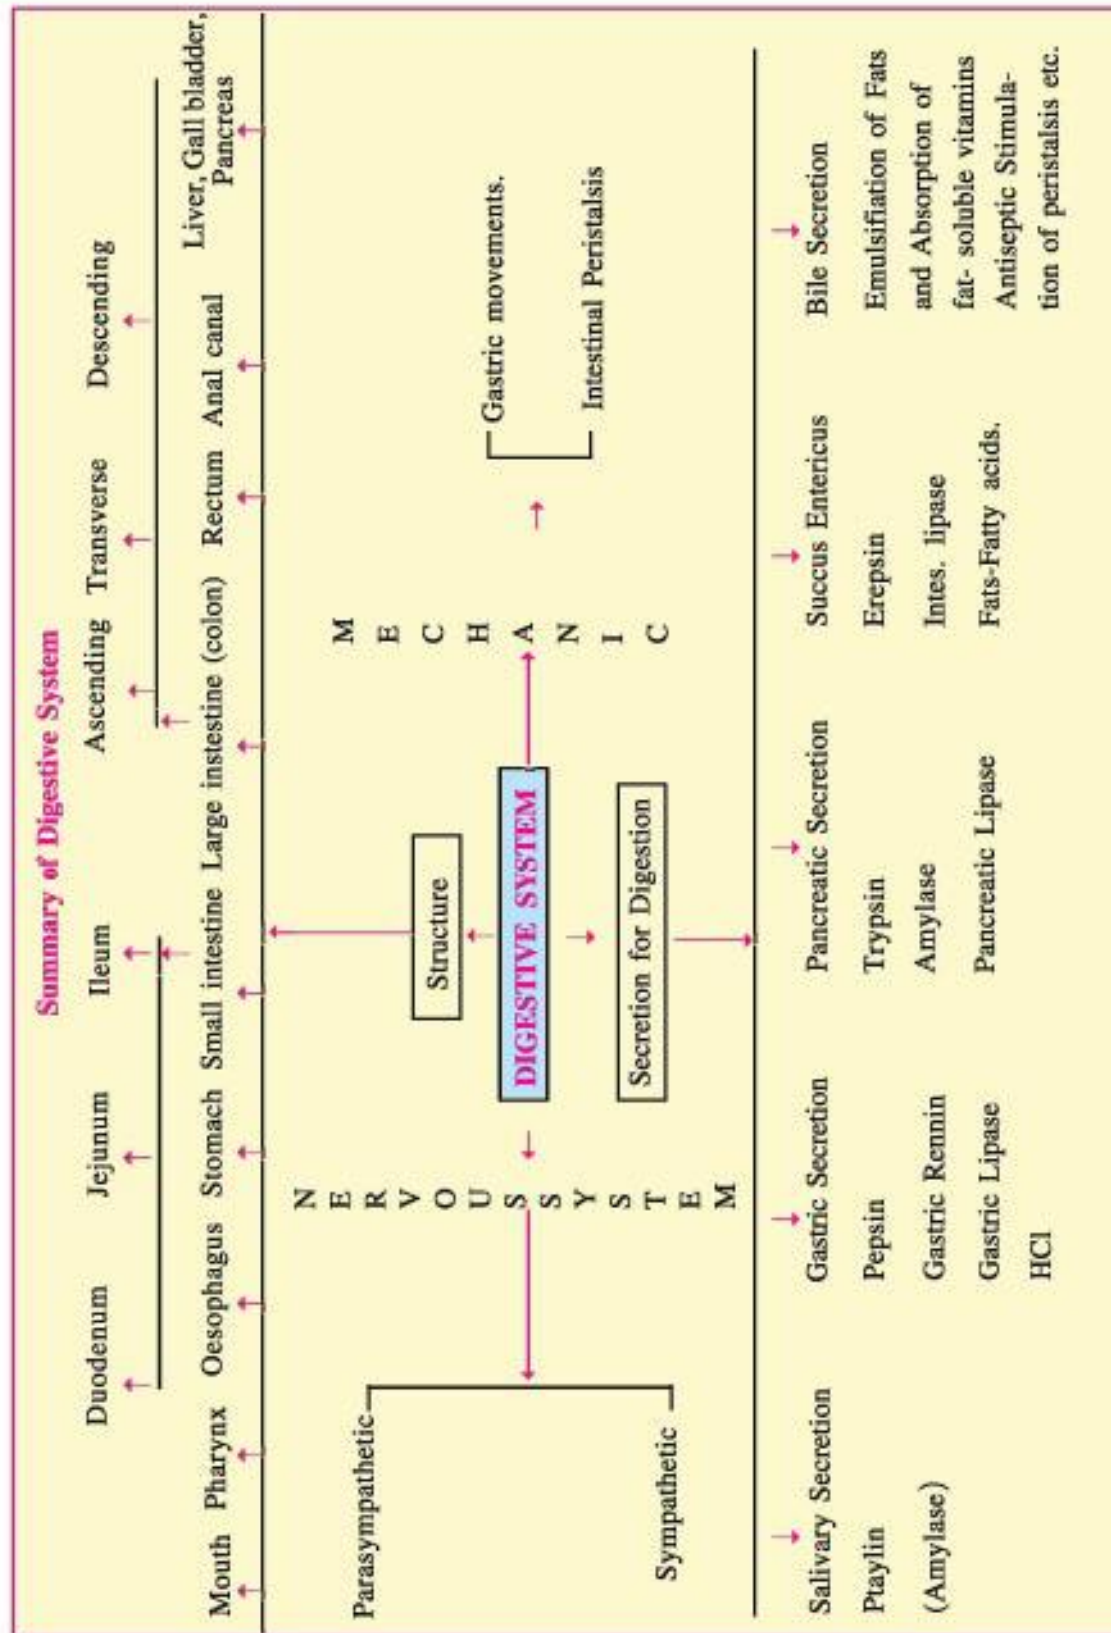 Summary of Digestive System
Duodenum Jejunum Ileum Ascending Transverse Descending
Mouth Pharynx Oesophagus Stomach Small intestine Large instestine (colon) Rectum Anal canal Liver, Gall bladder,
Pancreas
Structure
DIGESTIVE SYSTEM
Secretion for Digestion
NERVOUS SYSTEM
Parasympathetic
Sympathetic
MECHANIC
Gastric movements.
Intestinal Peristalsis
Salivary Secretion
Ptaylin
(Amylase)
Gastric Secretion
Pepsin
Gastric Rennin
Gastric Lipase
HCl
Pancreatic Secretion
Trypsin
Amylase
Pancreatic Lipase
Succus Entericus
Erepsin
Intes. lipase
Fats-Fatty acids.
Bile Secretion
Emulsifiation of Fats
and Absorption of
fat- soluble vitamins
Antiseptic Stimula-
tion of peristalsis etc.